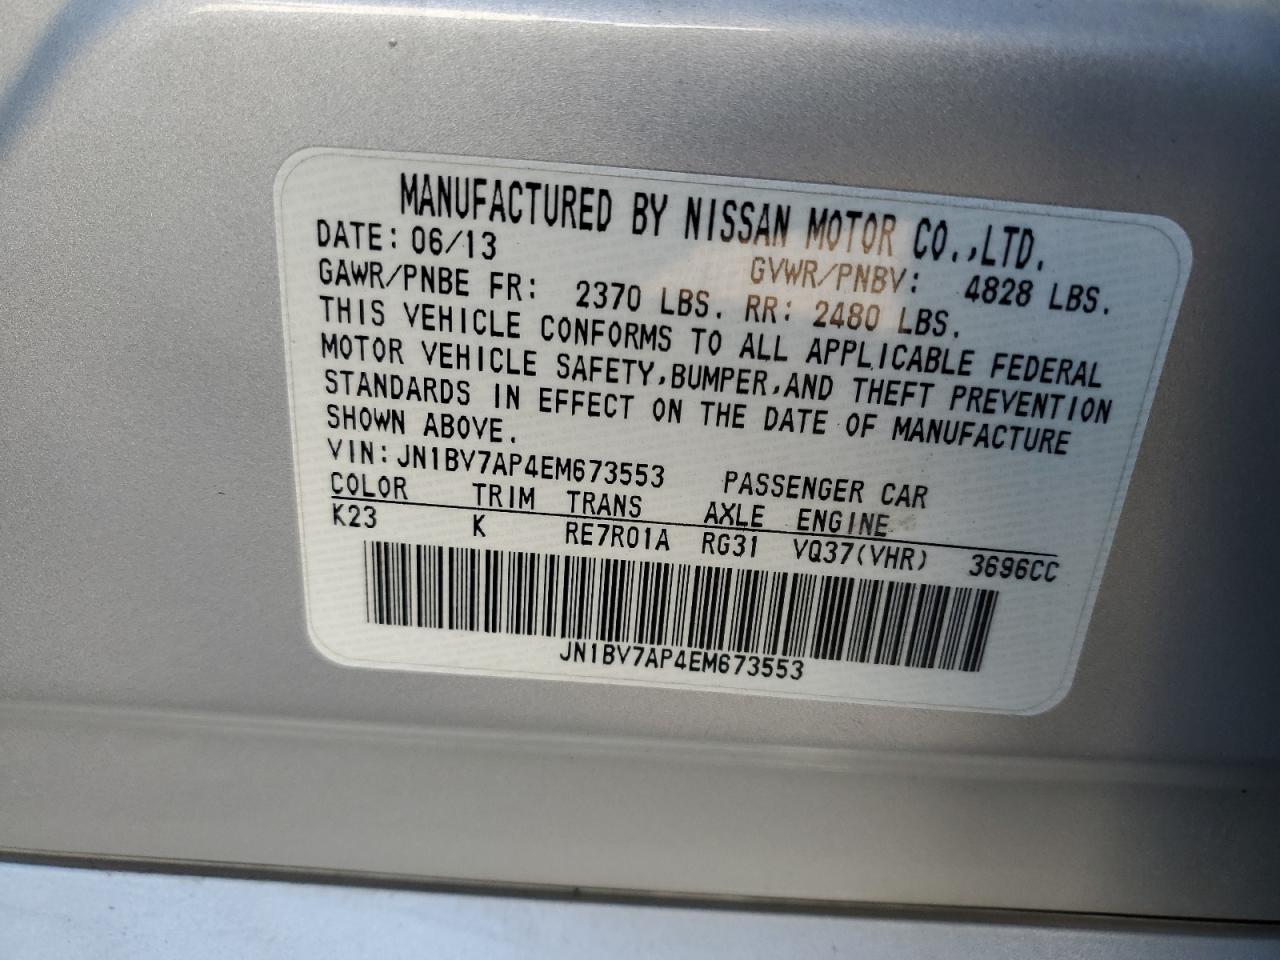 MANUFACTURED BY NISSAN MOTOR CO.,LTD.
DATE: 06/13 GVWR/PNBV: 4828 LBS.
GAWR/PNBE FR: 2370 LBS. RR: 2480 LBS.
THIS VEHICLE CONFORMS TO ALL APPLICABLE FEDERAL
MOTOR VEHICLE SAFETY,BUMPER,AND THEFT PREVENTION
STANDARDS IN EFFECT ON THE DATE OF MANUFACTURE
SHOWN ABOVE.
VIN:JN1BV7AP4EM673553 PASSENGER CAR
COLOR TRIM TRANS AXLE ENGINE
K23 K RE7R01A RG31 VQ37(VHR) 3696CC
JN1BV7AP4EM673553